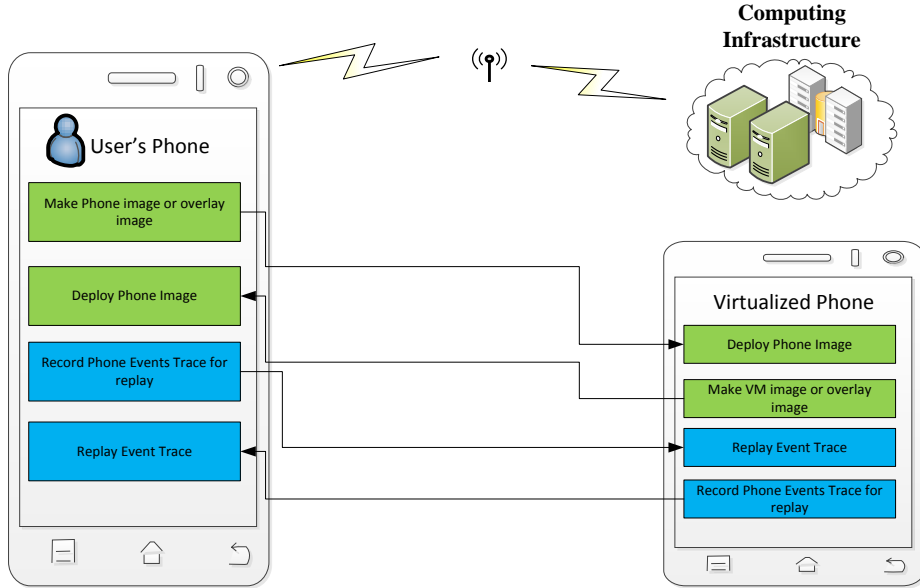 Computing
Infrastructure
User's Phone
Make Phone image or overlay
image
Deploy Phone Image
Record Phone Events Trace for
replay
Replay Event Trace
Virtualized Phone
Deploy Phone Image
Make VM image or overlay
image
Replay Event Trace
Record Phone Events Trace for
replay